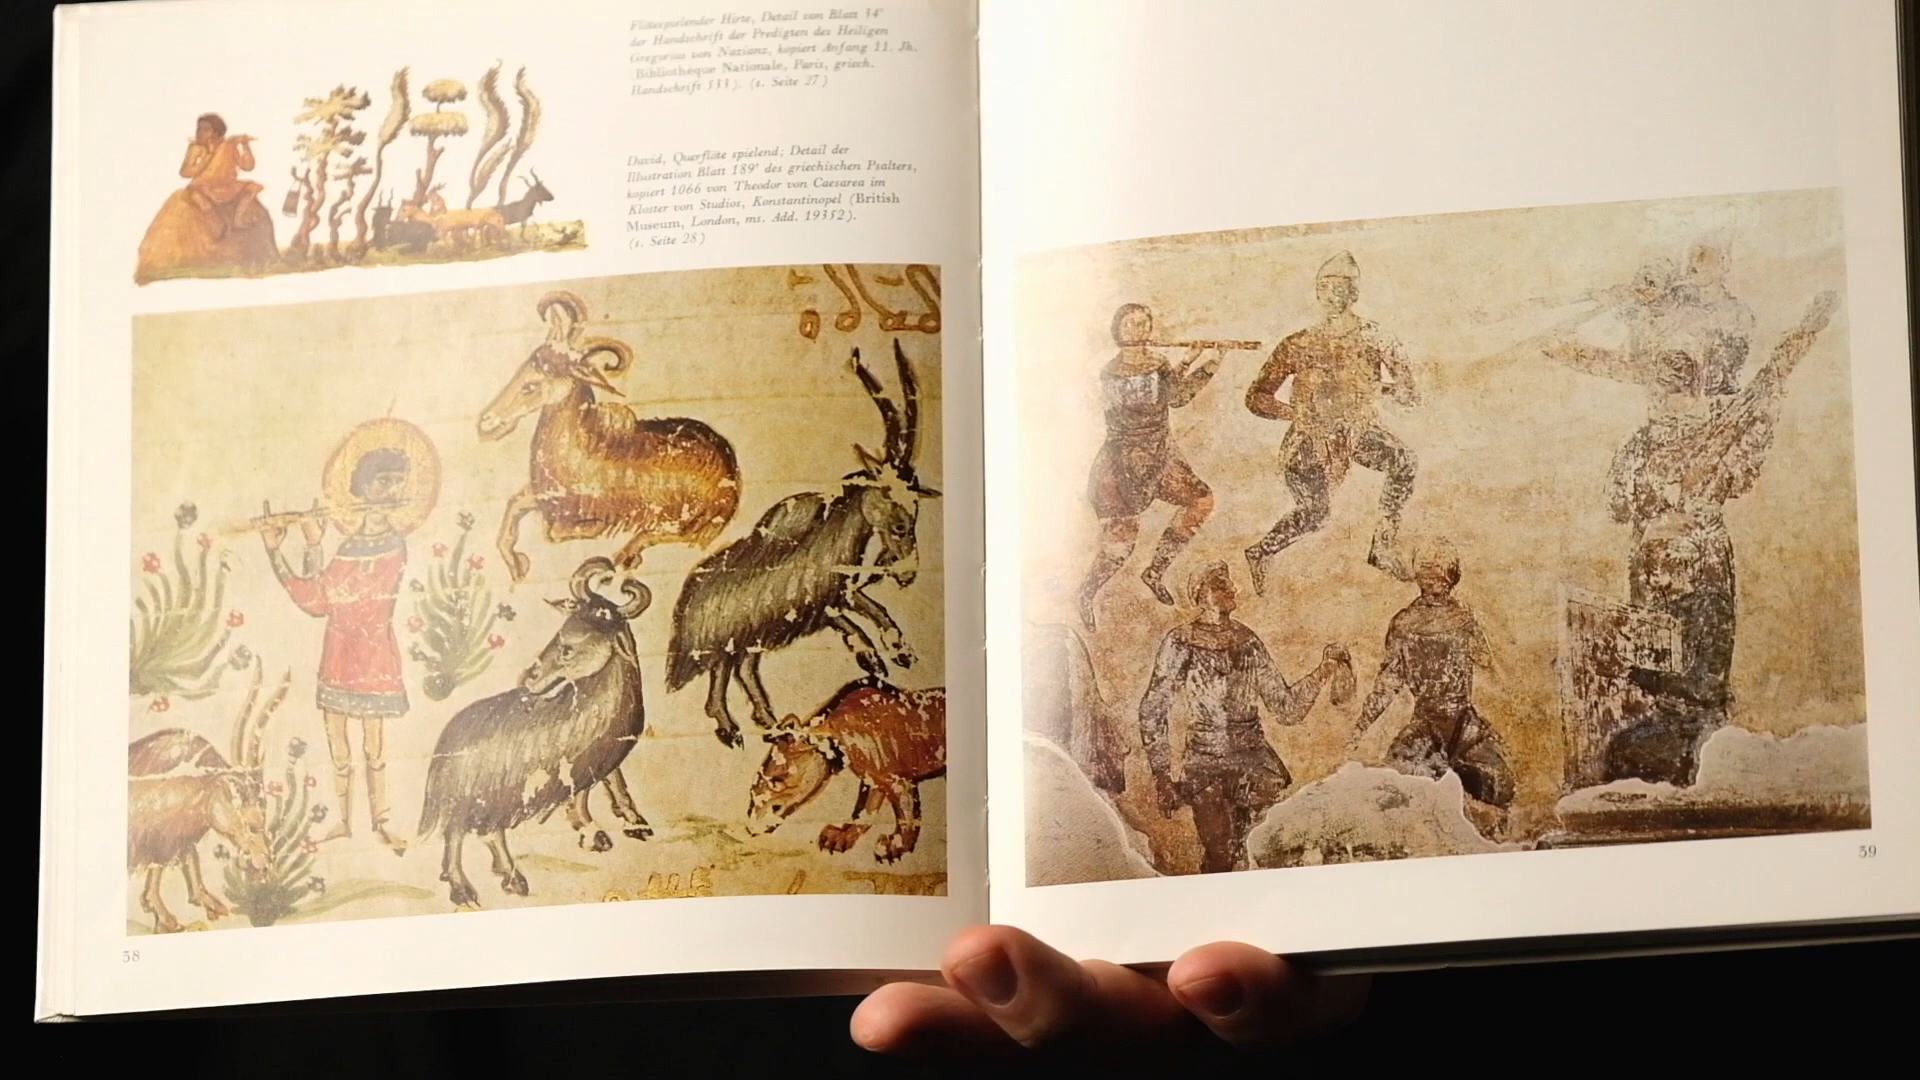 Flötespielender Hirte, Detail von Blatt 34ᵛ
der Handschrift der Predigten des Heiligen
Gregorius von Nazianz, kopiert Anfang 11. Jh.
(Bibliothèque Nationale, Paris, griech.
Handschrift 533). (s. Seite 27)
David, Querflöte spielend; Detail der
Illustration Blatt 189ᵛ des griechischen Psalters,
kopiert 1066 von Theodor von Caesarea im
Kloster von Studios, Konstantinopel (British
Museum, London, ms. Add. 19352).
(s. Seite 28)
58
59